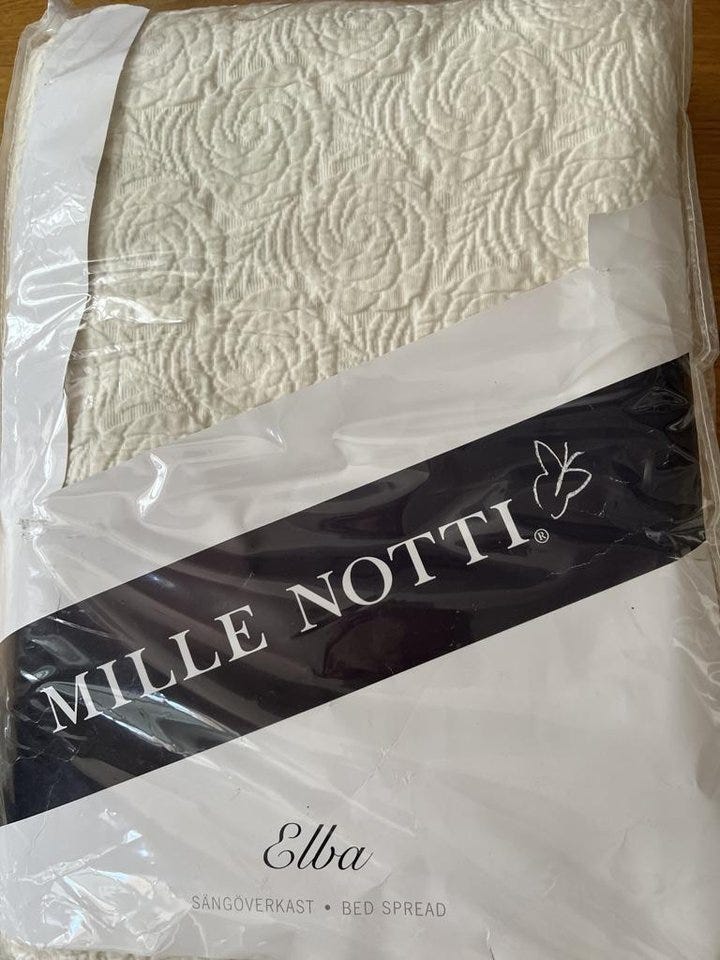 MILLE NOTTI®
Elba
SÄNGÖVERKAST • BED SPREAD